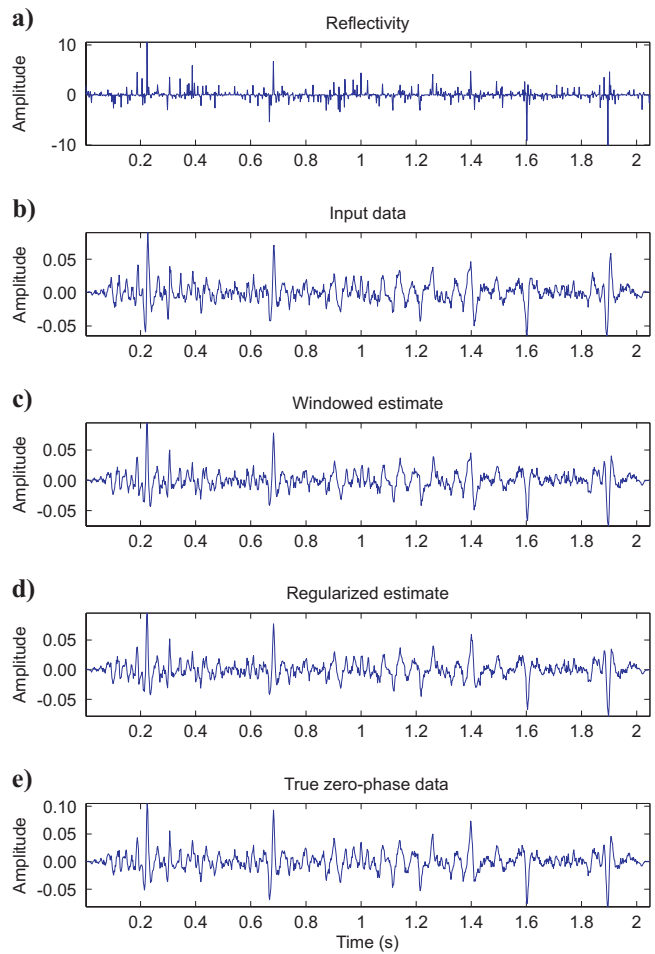 a)
Reflectivity
10
0
-10
Amplitude
0.2 0.4 0.6 0.8 1 1.2 1.4 1.6 1.8 2
b)
Input data
0.05
0.00
-0.05
Amplitude
0.2 0.4 0.6 0.8 1 1.2 1.4 1.6 1.8 2
c)
Windowed estimate
0.05
0.00
-0.05
Amplitude
0.2 0.4 0.6 0.8 1 1.2 1.4 1.6 1.8 2
d)
Regularized estimate
0.05
0.00
-0.05
Amplitude
0.2 0.4 0.6 0.8 1 1.2 1.4 1.6 1.8 2
e)
True zero-phase data
0.10
0.05
0.00
-0.05
Amplitude
0.2 0.4 0.6 0.8 1 1.2 1.4 1.6 1.8 2
Time (s)